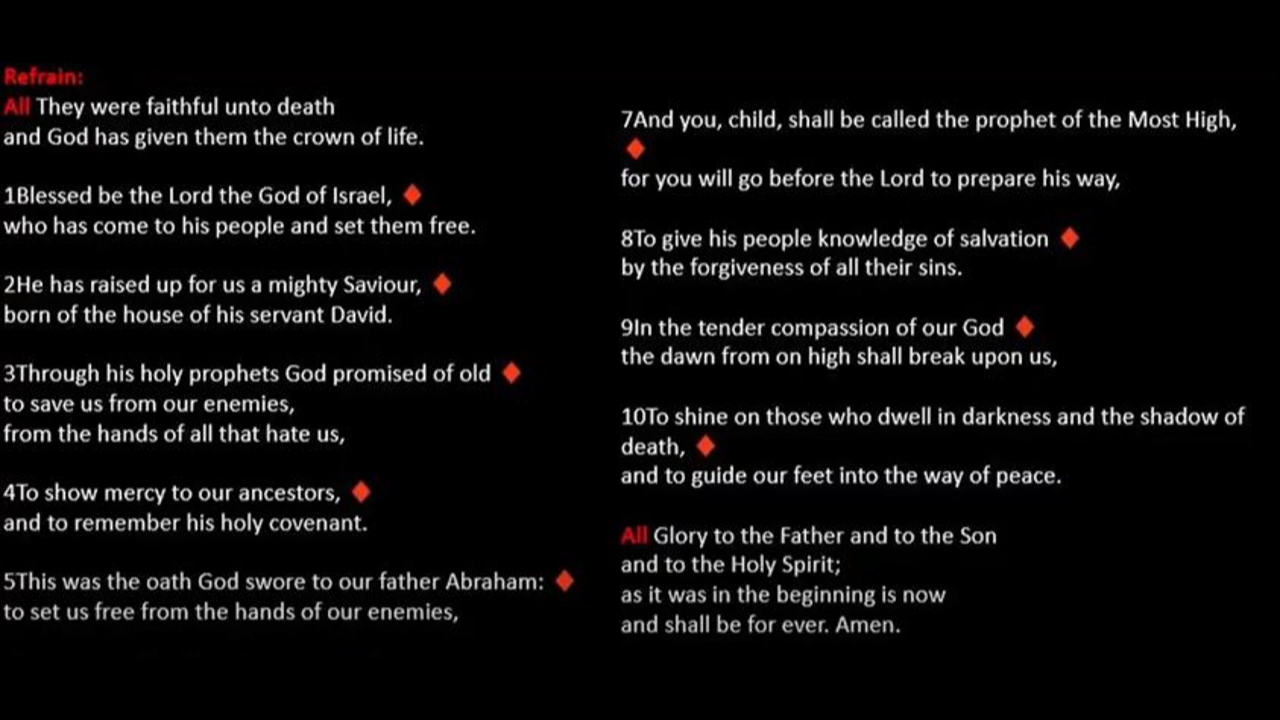 Refrain:
All They were faithful unto death
and God has given them the crown of life.
1Blessed be the Lord the God of Israel, ♦
who has come to his people and set them free.
2He has raised up for us a mighty Saviour, ♦
born of the house of his servant David.
3Through his holy prophets God promised of old ♦
to save us from our enemies,
from the hands of all that hate us,
4To show mercy to our ancestors, ♦
and to remember his holy covenant.
5This was the oath God swore to our father Abraham: ♦
to set us free from the hands of our enemies,
7And you, child, shall be called the prophet of the Most High,
♦
for you will go before the Lord to prepare his way,
8To give his people knowledge of salvation ♦
by the forgiveness of all their sins.
9In the tender compassion of our God ♦
the dawn from on high shall break upon us,
10To shine on those who dwell in darkness and the shadow of
death, ♦
and to guide our feet into the way of peace.
All Glory to the Father and to the Son
and to the Holy Spirit;
as it was in the beginning is now
and shall be for ever. Amen.